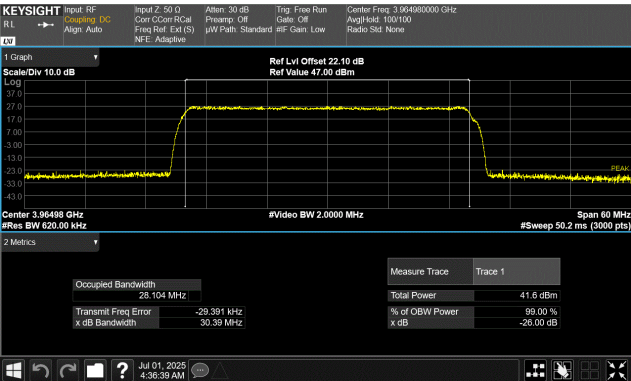 KEYSIGHT Input: RF Input Z: 50 Ω Atten: 30 dB Trig: Free Run Center Freq: 3.964980000 GHz
RL Coupling: DC Corr CCorr RCal Preamp: Off Gate: Off Avg|Hold: 100/100
Align: Auto Freq Ref: Ext (S) µW Path: Standard #IF Gain: Low Radio Std: None
LXI NFE: Adaptive
1 Graph
Ref Lvl Offset 22.10 dB
Scale/Div 10.0 dB Ref Value 47.00 dBm
Log
37.0
27.0
17.0
7.00
-3.00
-13.0
PEAK
-23.0
-33.0
-43.0
Center 3.96498 GHz #Video BW 2.0000 MHz Span 60 MHz
#Res BW 620.00 kHz #Sweep 50.2 ms (3000 pts)
2 Metrics
Measure Trace Trace 1
Occupied Bandwidth
28.104 MHz Total Power 41.6 dBm
Transmit Freq Error -29.391 kHz % of OBW Power 99.00 %
x dB Bandwidth 30.39 MHz x dB -26.00 dB
? Jul 01, 2025
4:36:39 AM